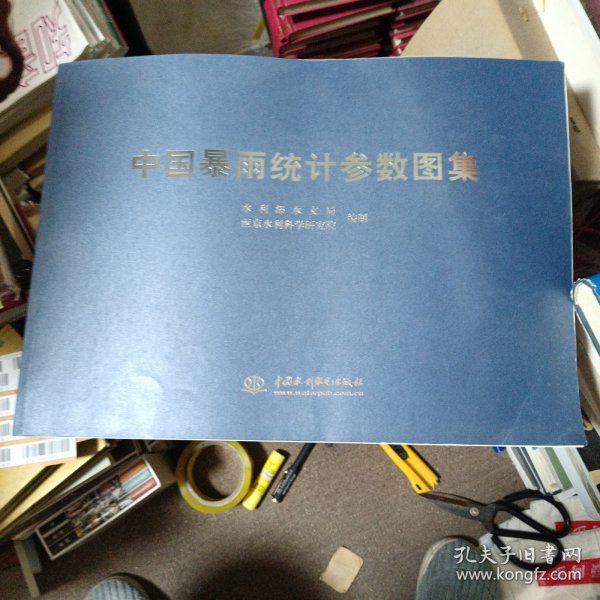 中国暴雨统计参数图集
水利部水文局
南京水利科学研究院 编制
中国水利水电出版社
www.waterpub.com.cn
孔夫子旧书网
www.kongfz.com